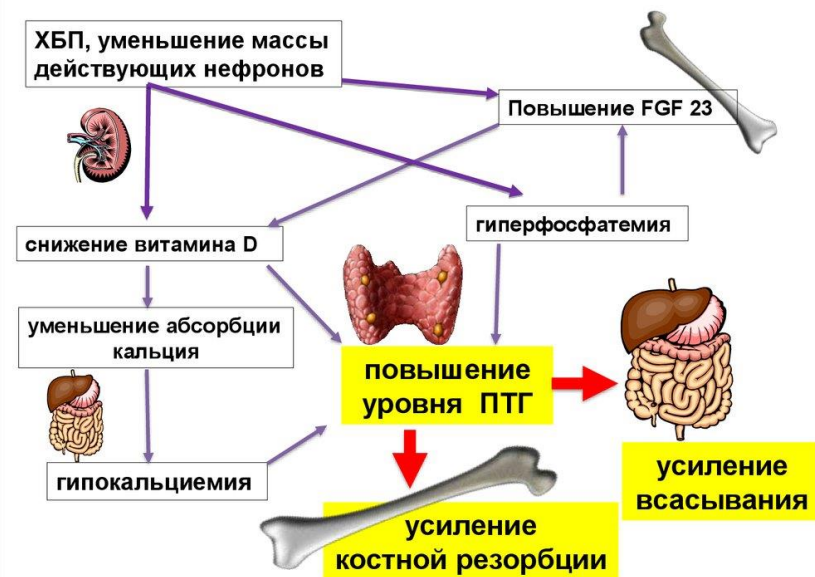 ХБП, уменьшение массы
действующих нефронов
Повышение FGF 23
снижение витамина D
гиперфосфатемия
уменьшение абсорбции
кальция
повышение
уровня ПТГ
гипокальциемия
усиление
всасывания
усиление
костной резорбции